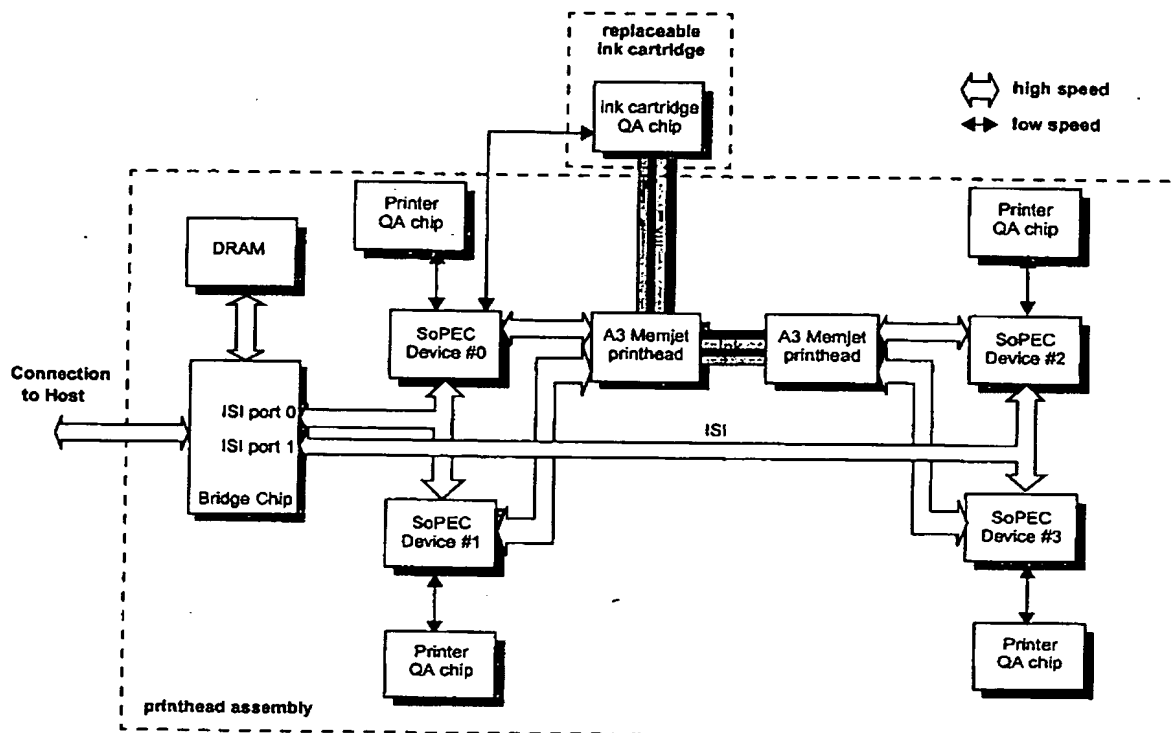 replaceable
ink cartridge
ink cartridge
QA chip
high speed
low speed
Printer
QA chip
Printer
QA chip
DRAM
SoPEC
Device #0
A3 Memjet
printhead
Ink
A3 Memjet
printhead
SoPEC
Device #2
Connection
to Host
ISI port 0
ISI port 1
Bridge Chip
ISI
SoPEC
Device #1
SoPEC
Device #3
Printer
QA chip
Printer
QA chip
printhead assembly